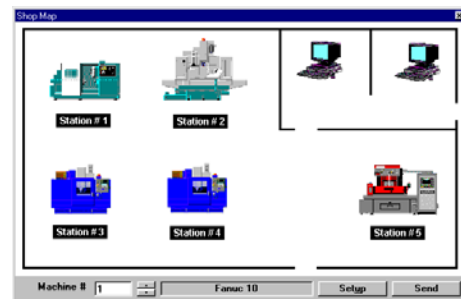 Shop Map
Station # 1
Station # 2
Station # 3
Station # 4
Station # 5
Machine # 1 Fanuc 10 Setup Send